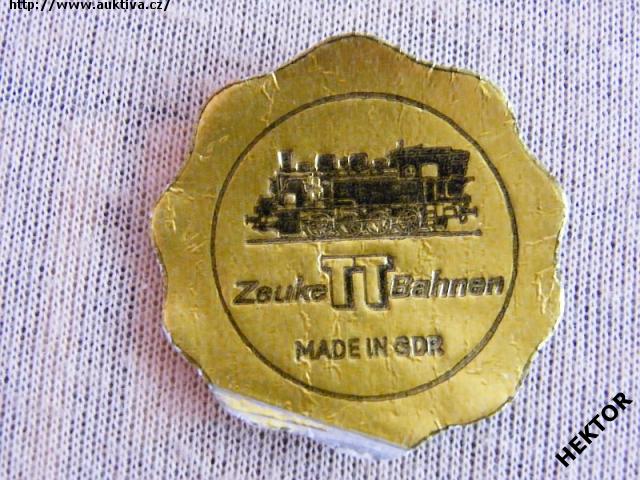 http://www.auktiva.cz/
Zeuke TT Bahnen
MADE IN GDR
HEKTOR